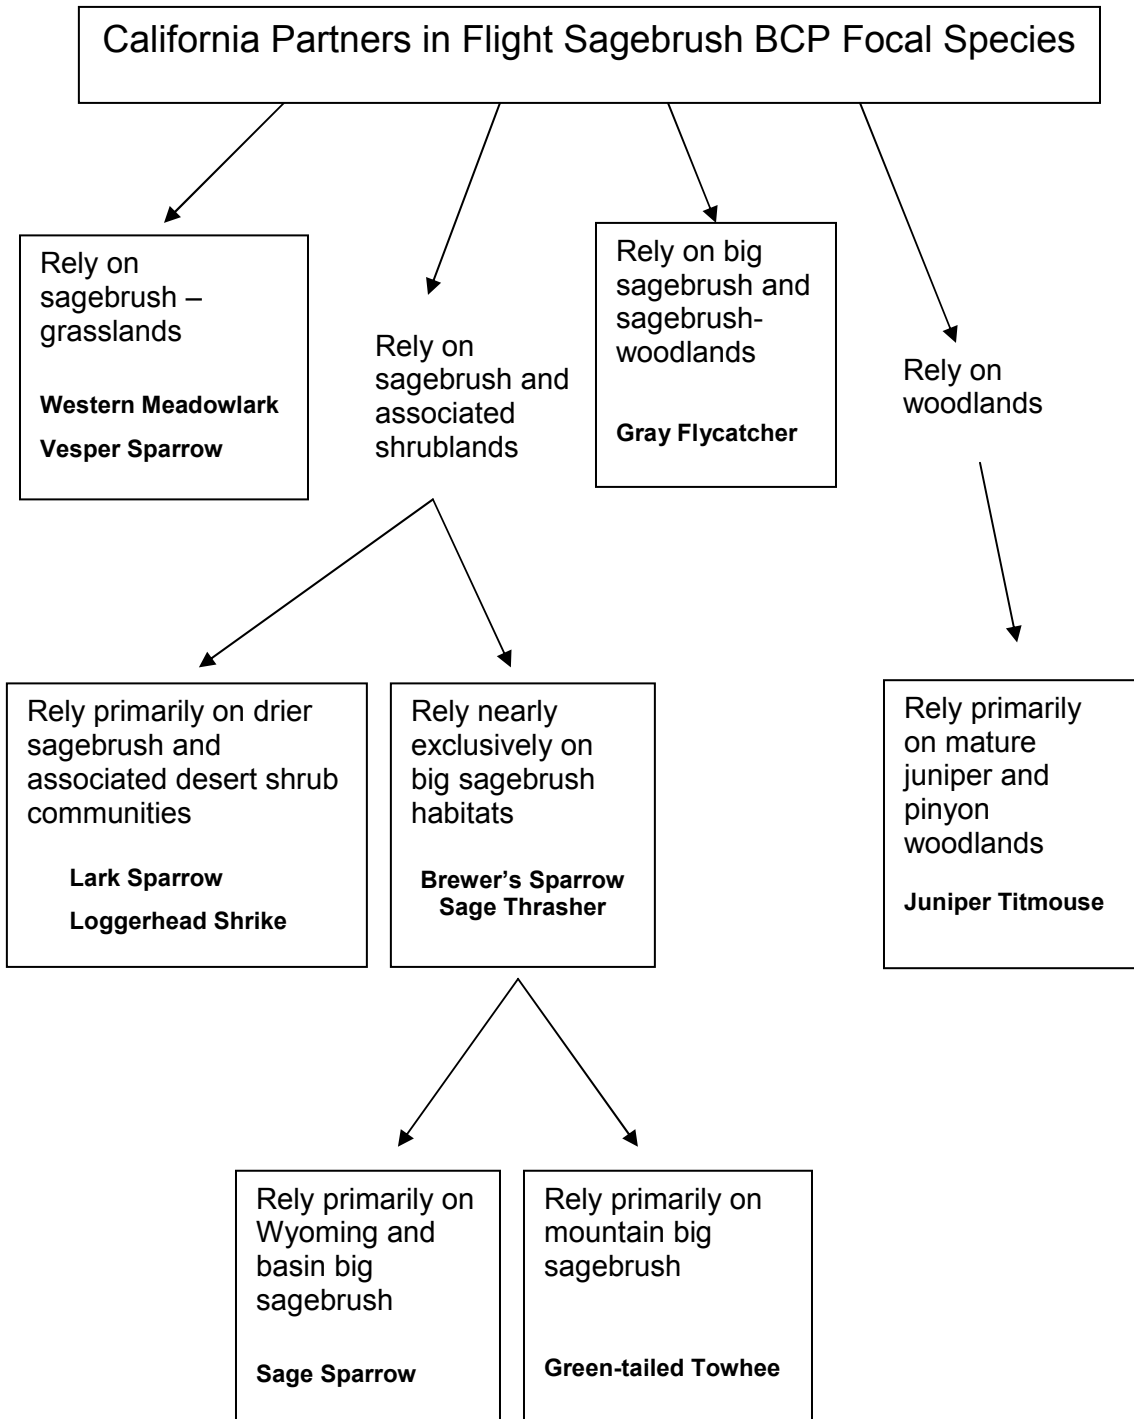 California Partners in Flight Sagebrush BCP Focal Species
Rely on
sagebrush –
grasslands
Western Meadowlark
Vesper Sparrow
Rely on
sagebrush and
associated
shrublands
Rely on big
sagebrush and
sagebrush-
woodlands
Gray Flycatcher
Rely on
woodlands
Rely primarily on drier
sagebrush and
associated desert shrub
communities
Lark Sparrow
Loggerhead Shrike
Rely nearly
exclusively on
big sagebrush
habitats
Brewer’s Sparrow
Sage Thrasher
Rely primarily
on mature
juniper and
pinyon
woodlands
Juniper Titmouse
Rely primarily on
Wyoming and
basin big
sagebrush
Sage Sparrow
Rely primarily on
mountain big
sagebrush
Green-tailed Towhee